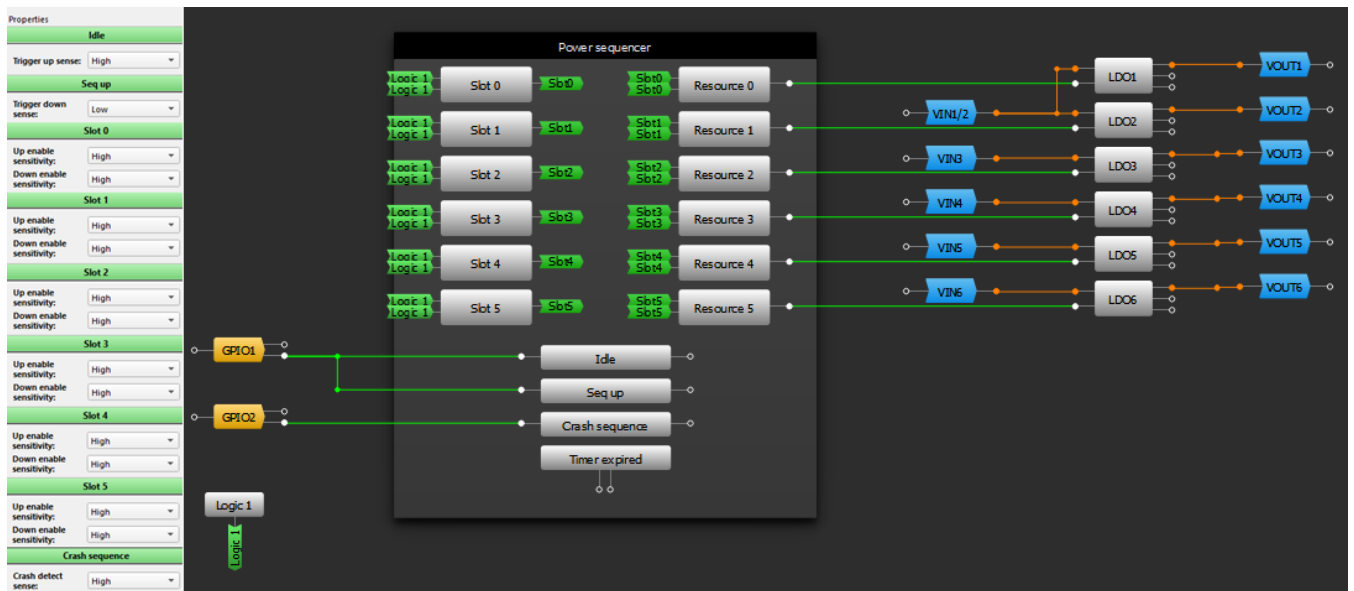 Properties
Idle
Trigger up sense: High
Seq up
Trigger down
sense:
Low
Slot 0
Up enable
sensitivity:
High
Down enable
sensitivity:
High
Slot 1
Up enable
sensitivity:
High
Down enable
sensitivity:
High
Slot 2
Up enable
sensitivity:
High
Down enable
sensitivity:
High
Slot 3
Up enable
sensitivity:
High
Down enable
sensitivity:
High
Slot 4
Up enable
sensitivity:
High
Down enable
sensitivity:
High
Slot 5
Up enable
sensitivity:
High
Down enable
sensitivity:
High
Crash sequence
Crash detect
sense:
High
Power sequencer
Logic 1
Logic 1
Slot 0
Slot0
Slot0
Slot0
Resource 0
Logic 1
Logic 1
Slot 1
Slot1
Slot1
Slot1
Resource 1
Logic 1
Logic 1
Slot 2
Slot2
Slot2
Slot2
Resource 2
Logic 1
Logic 1
Slot 3
Slot3
Slot3
Slot3
Resource 3
Logic 1
Logic 1
Slot 4
Slot4
Slot4
Slot4
Resource 4
Logic 1
Logic 1
Slot 5
Slot5
Slot5
Slot5
Resource 5
GPIO1
Idle
Seq up
GPIO2
Crash sequence
Timer expired
Logic 1
Logic 1
LDO1
VOUT1
VIN1/2
LDO2
VOUT2
VIN3
LDO3
VOUT3
VIN4
LDO4
VOUT4
VIN5
LDO5
VOUT5
VIN6
LDO6
VOUT6